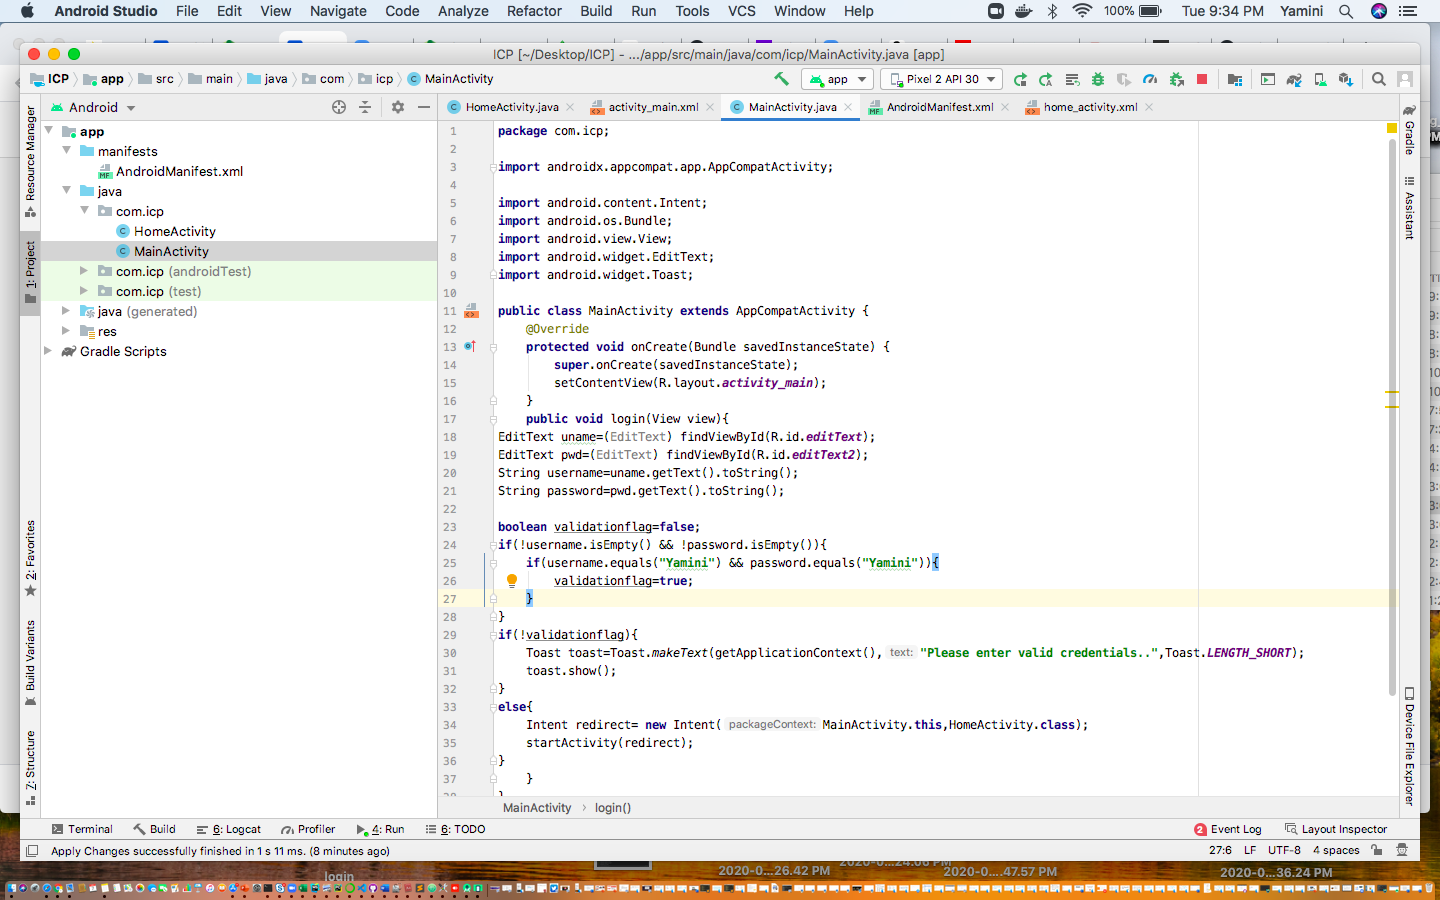 Android Studio File Edit View Navigate Code Analyze Refactor Build Run Tools VCS Window Help 100% Tue 9:34 PM Yamini
ICP [~/Desktop/ICP] - .../app/src/main/java/com/icp/MainActivity.java [app]
ICP app src main java com icp MainActivity app Pixel 2 API 30
Android HomeActivity.java activity_main.xml MainActivity.java AndroidManifest.xml home_activity.xml
app
manifests
AndroidManifest.xml
java
com.icp
HomeActivity
MainActivity
com.icp (androidTest)
com.icp (test)
java (generated)
res
Gradle Scripts
Resource Manager
1: Project
2: Favorites
Build Variants
7: Structure
1 package com.icp;
2
3 import androidx.appcompat.app.AppCompatActivity;
4
5 import android.content.Intent;
6 import android.os.Bundle;
7 import android.view.View;
8 import android.widget.EditText;
9 import android.widget.Toast;
10
11 public class MainActivity extends AppCompatActivity {
12 @Override
13 protected void onCreate(Bundle savedInstanceState) {
14 super.onCreate(savedInstanceState);
15 setContentView(R.layout.activity_main);
16 }
17 public void login(View view){
18 EditText uname=(EditText) findViewById(R.id.editText);
19 EditText pwd=(EditText) findViewById(R.id.editText2);
20 String username=uname.getText().toString();
21 String password=pwd.getText().toString();
22
23 boolean validationflag=false;
24 if(!username.isEmpty() && !password.isEmpty()){
25 if(username.equals("Yamini") && password.equals("Yamini")){
26 validationflag=true;
27 }
28 }
29 if(!validationflag){
30 Toast toast=Toast.makeText(getApplicationContext(), text: "Please enter valid credentials..",Toast.LENGTH_SHORT);
31 toast.show();
32 }
33 else{
34 Intent redirect= new Intent( packageContext: MainActivity.this,HomeActivity.class);
35 startActivity(redirect);
36 }
37 }
Gradle
Assistant
Device File Explorer
MainActivity › login()
Terminal Build 6: Logcat Profiler 4: Run 6: TODO 2 Event Log Layout Inspector
Apply Changes successfully finished in 1 s 11 ms. (8 minutes ago) 27:6 LF UTF-8 4 spaces
login 2020-0...26.42 PM 2020-0....47.57 PM 2020-0...36.24 PM